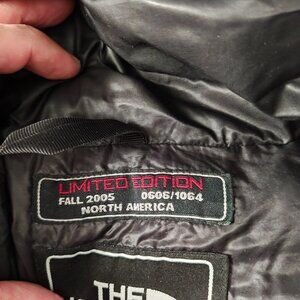 LIMITED EDITION
FALL 2005 0606/1064
NORTH AMERICA
THE